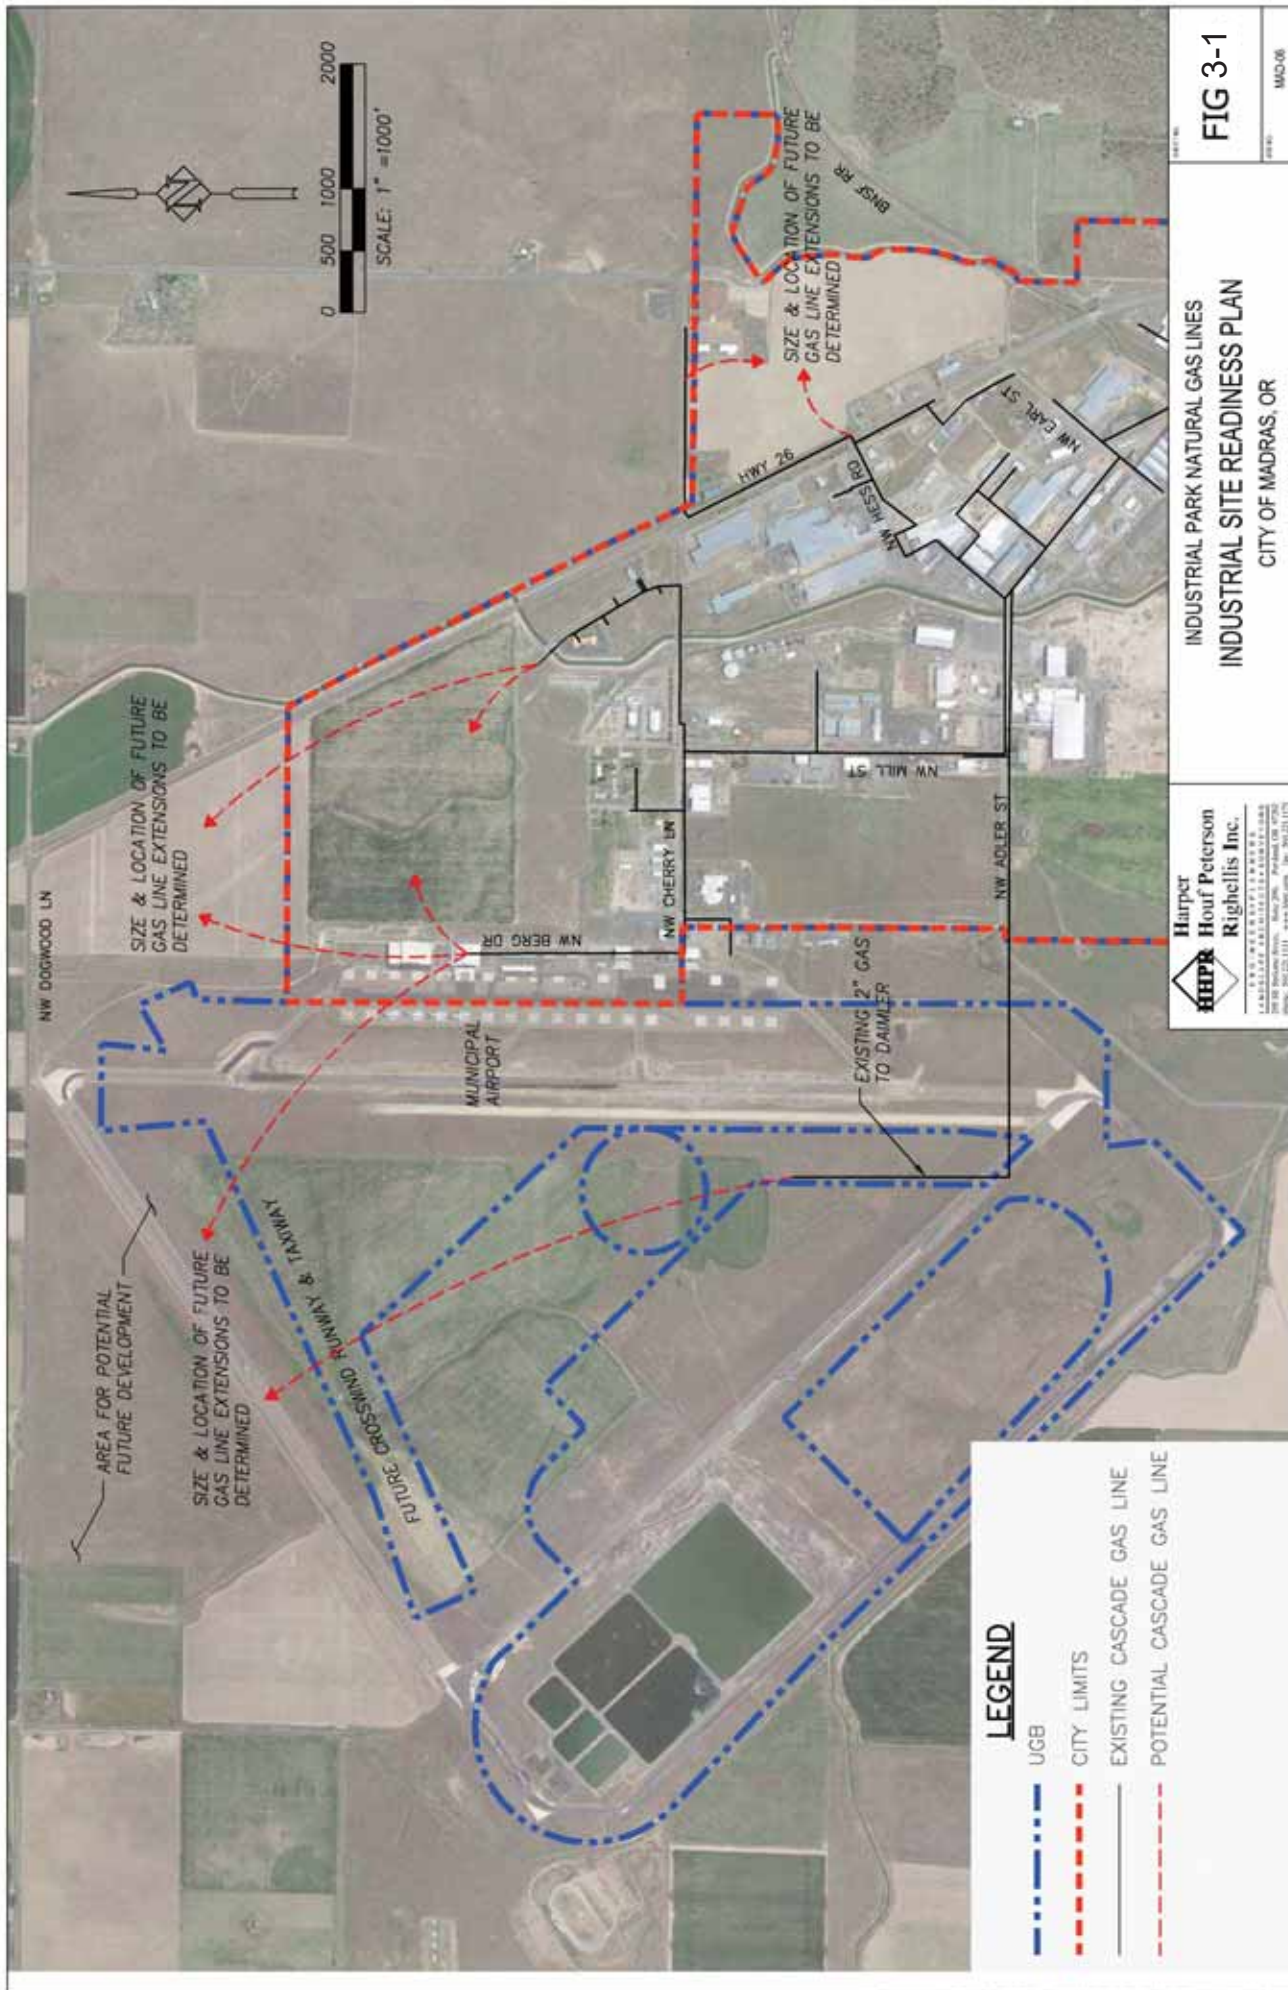 NW DOGWOOD LN
SIZE & LOCATION OF FUTURE
GAS LINE EXTENSIONS TO BE
DETERMINED
0 500 1000 2000
SCALE: 1" =1000'
N
AREA FOR POTENTIAL
FUTURE DEVELOPMENT
SIZE & LOCATION OF FUTURE
GAS LINE EXTENSIONS TO BE
DETERMINED
FUTURE CROSSWIND RUNWAY & TAXIWAY
MUNICIPAL
AIRPORT
NW BERG DR
NW CHERRY LN
EXISTING 2" GAS
TO DAIMLER
NW MILL ST
NW ADLER ST
HWY 26
NW HESS RD
NW EARL ST
SIZE & LOCATION OF FUTURE
GAS LINE EXTENSIONS TO BE
DETERMINED
BNSF RR
LEGEND
UGB
CITY LIMITS
EXISTING CASCADE GAS LINE
POTENTIAL CASCADE GAS LINE
HHPR
Harper
Houf Peterson
Righellis Inc.
INDUSTRIAL PARK NATURAL GAS LINES
INDUSTRIAL SITE READINESS PLAN
CITY OF MADRAS, OR
FIG 3-1
MAD-06